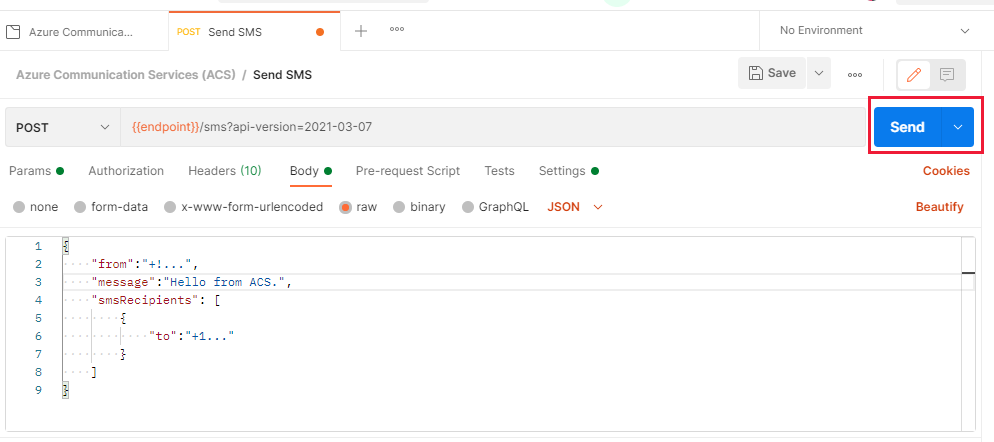 Azure Communica...
POST Send SMS
No Environment
Azure Communication Services (ACS) / Send SMS
Save
POST
{{endpoint}}/sms?api-version=2021-03-07
Send
Params Authorization Headers (10) Body Pre-request Script Tests Settings Cookies
none form-data x-www-form-urlencoded raw binary GraphQL JSON Beautify
1 {
2 "from":"+!...",
3 "message":"Hello from ACS.",
4 "smsRecipients": [
5 {
6 "to":"+1..."
7 }
8 ]
9 }